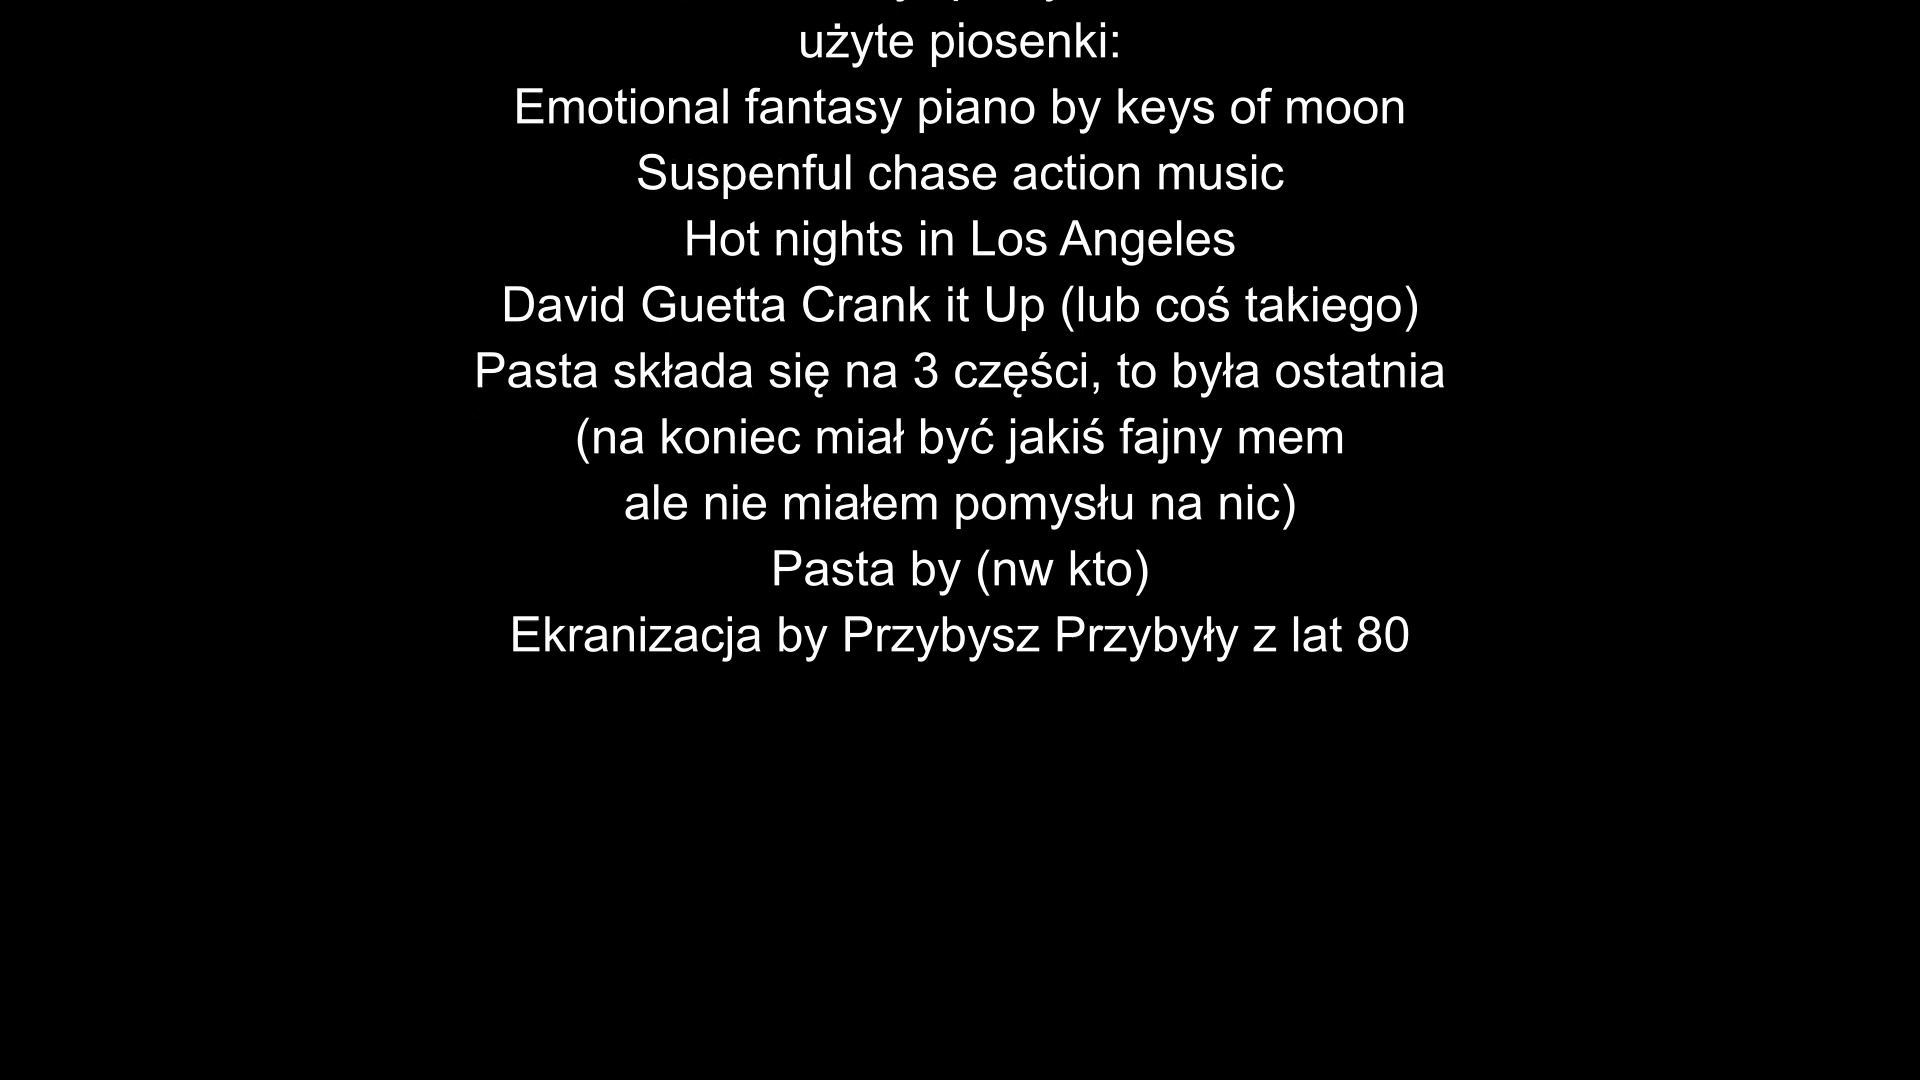 użyte piosenki:
Emotional fantasy piano by keys of moon
Suspenful chase action music
Hot nights in Los Angeles
David Guetta Crank it Up (lub coś takiego)
Pasta składa się na 3 części, to była ostatnia
(na koniec miał być jakiś fajny mem
ale nie miałem pomysłu na nic)
Pasta by (nw kto)
Ekranizacja by Przybysz Przybyły z lat 80